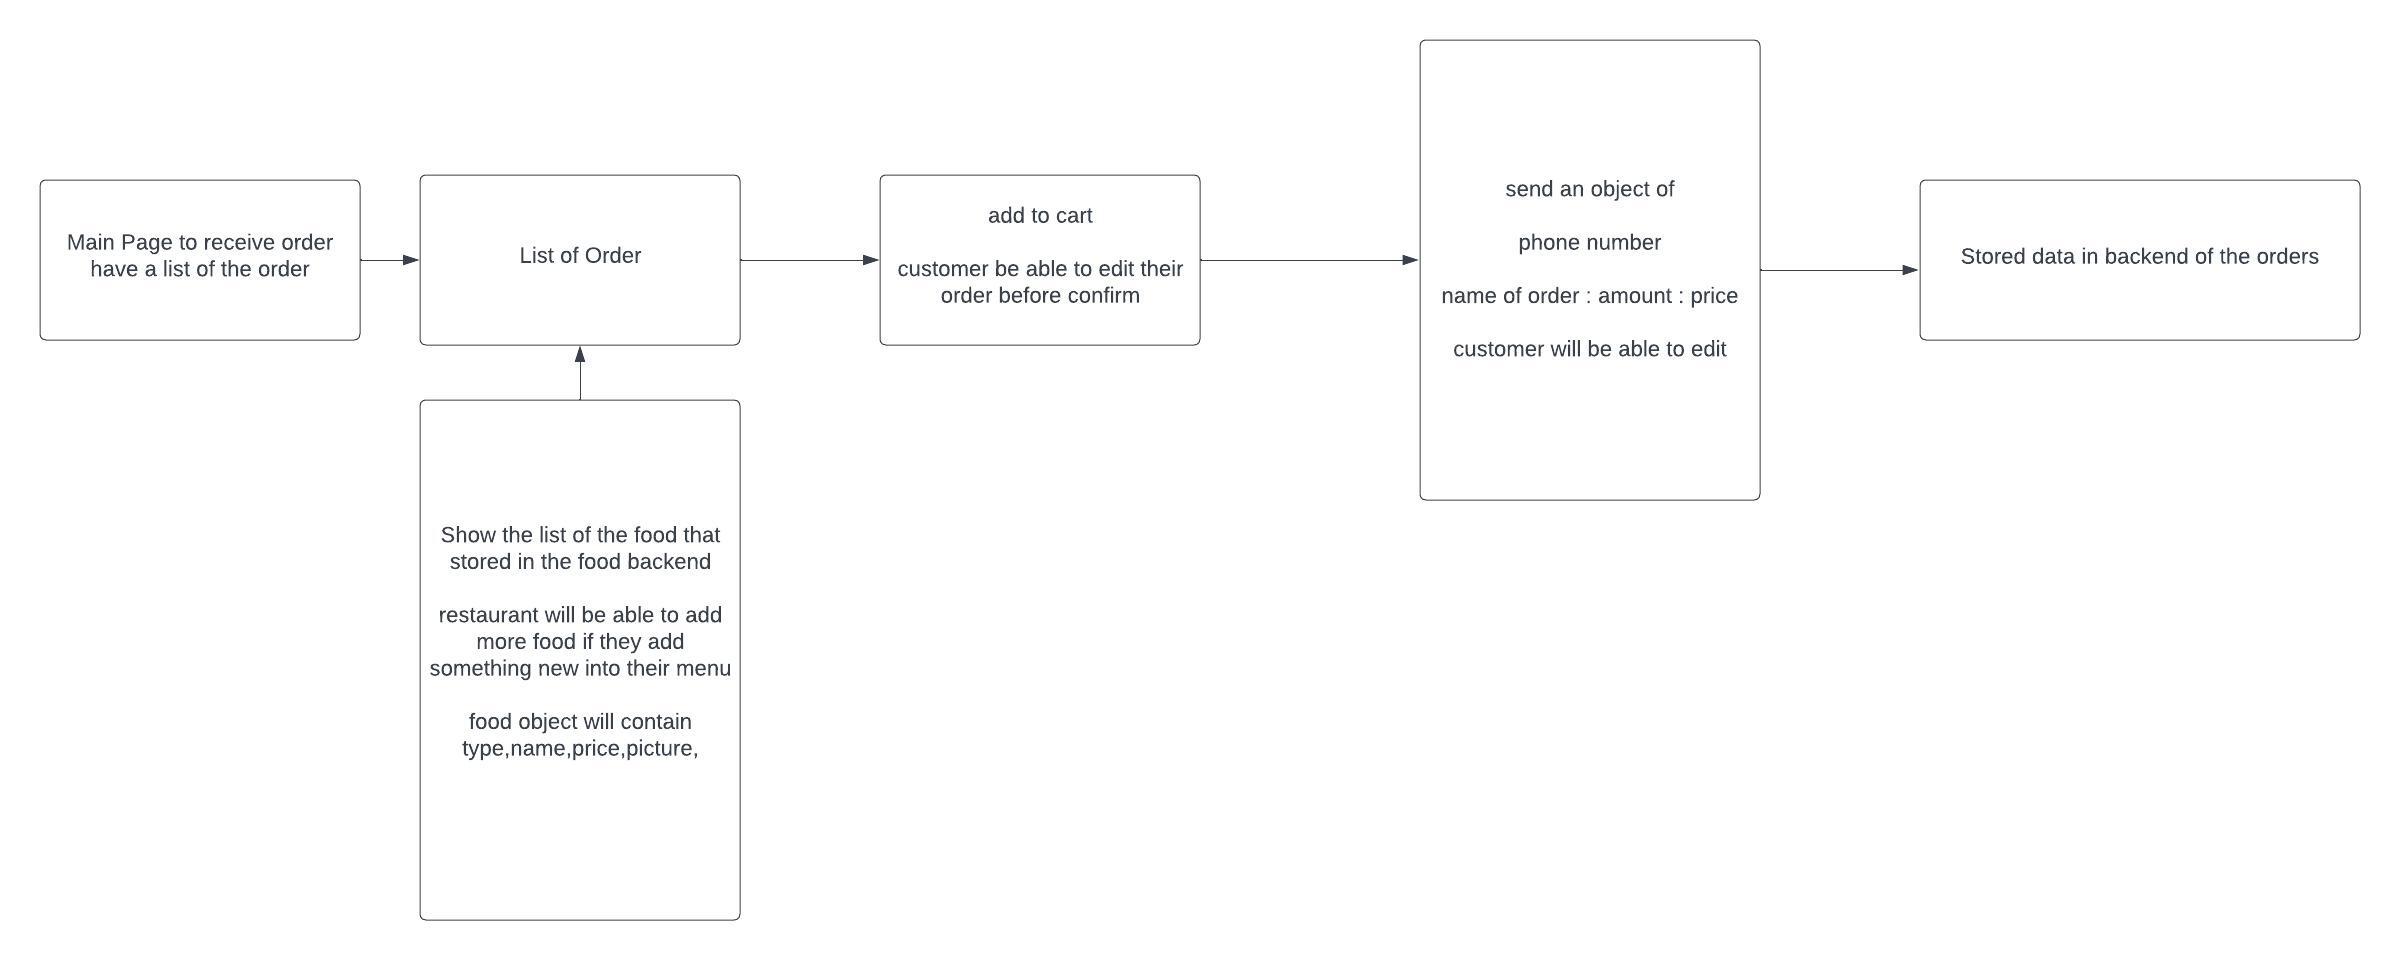 Main Page to receive order
have a list of the order
List of Order
add to cart
customer be able to edit their
order before confirm
send an object of
phone number
name of order : amount : price
customer will be able to edit
Stored data in backend of the orders
Show the list of the food that
stored in the food backend
restaurant will be able to add
more food if they add
something new into their menu
food object will contain
type,name,price,picture,